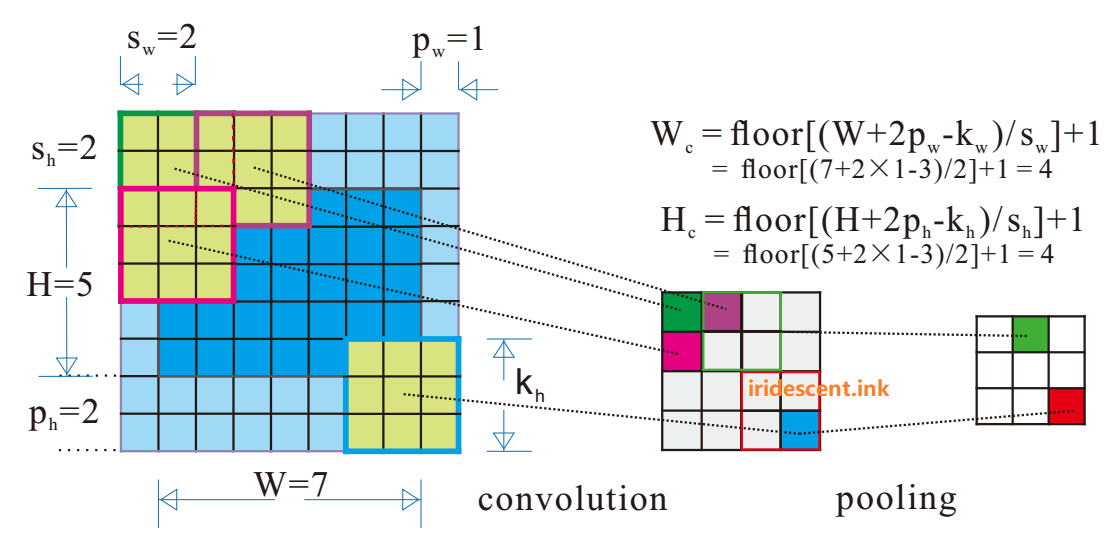 s_w=2
p_w=1
s_h=2
W_c = floor[(W+2p_w-k_w)/s_w]+1
= floor[(7+2×1-3)/2]+1 = 4
H_c = floor[(H+2p_h-k_h)/s_h]+1
= floor[(5+2×1-3)/2]+1 = 4
H=5
k_h
iridescent.ink
p_h=2
W=7
convolution
pooling